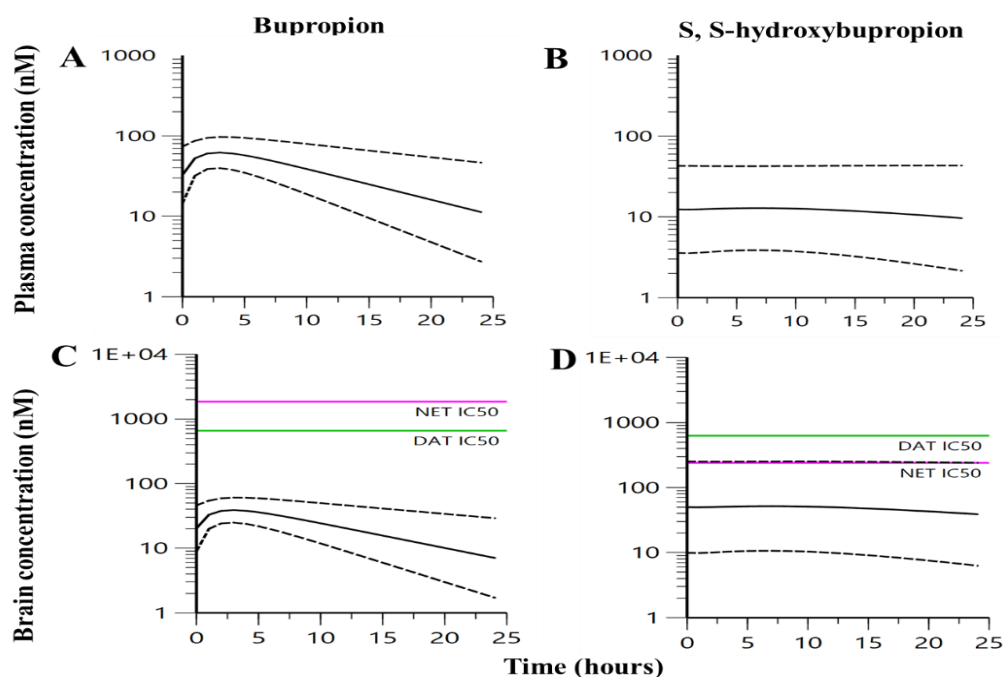 Bupropion
S, S-hydroxybupropion
A
B
Plasma concentration (nM)
1000
100
10
1
0 5 10 15 20 25
1000
100
10
1
0 5 10 15 20 25
C
D
Brain concentration (nM)
1E+04
1000
100
10
1
NET IC50
DAT IC50
0 5 10 15 20 25
1E+04
1000
100
10
1
DAT IC50
NET IC50
0 5 10 15 20 25
Time (hours)